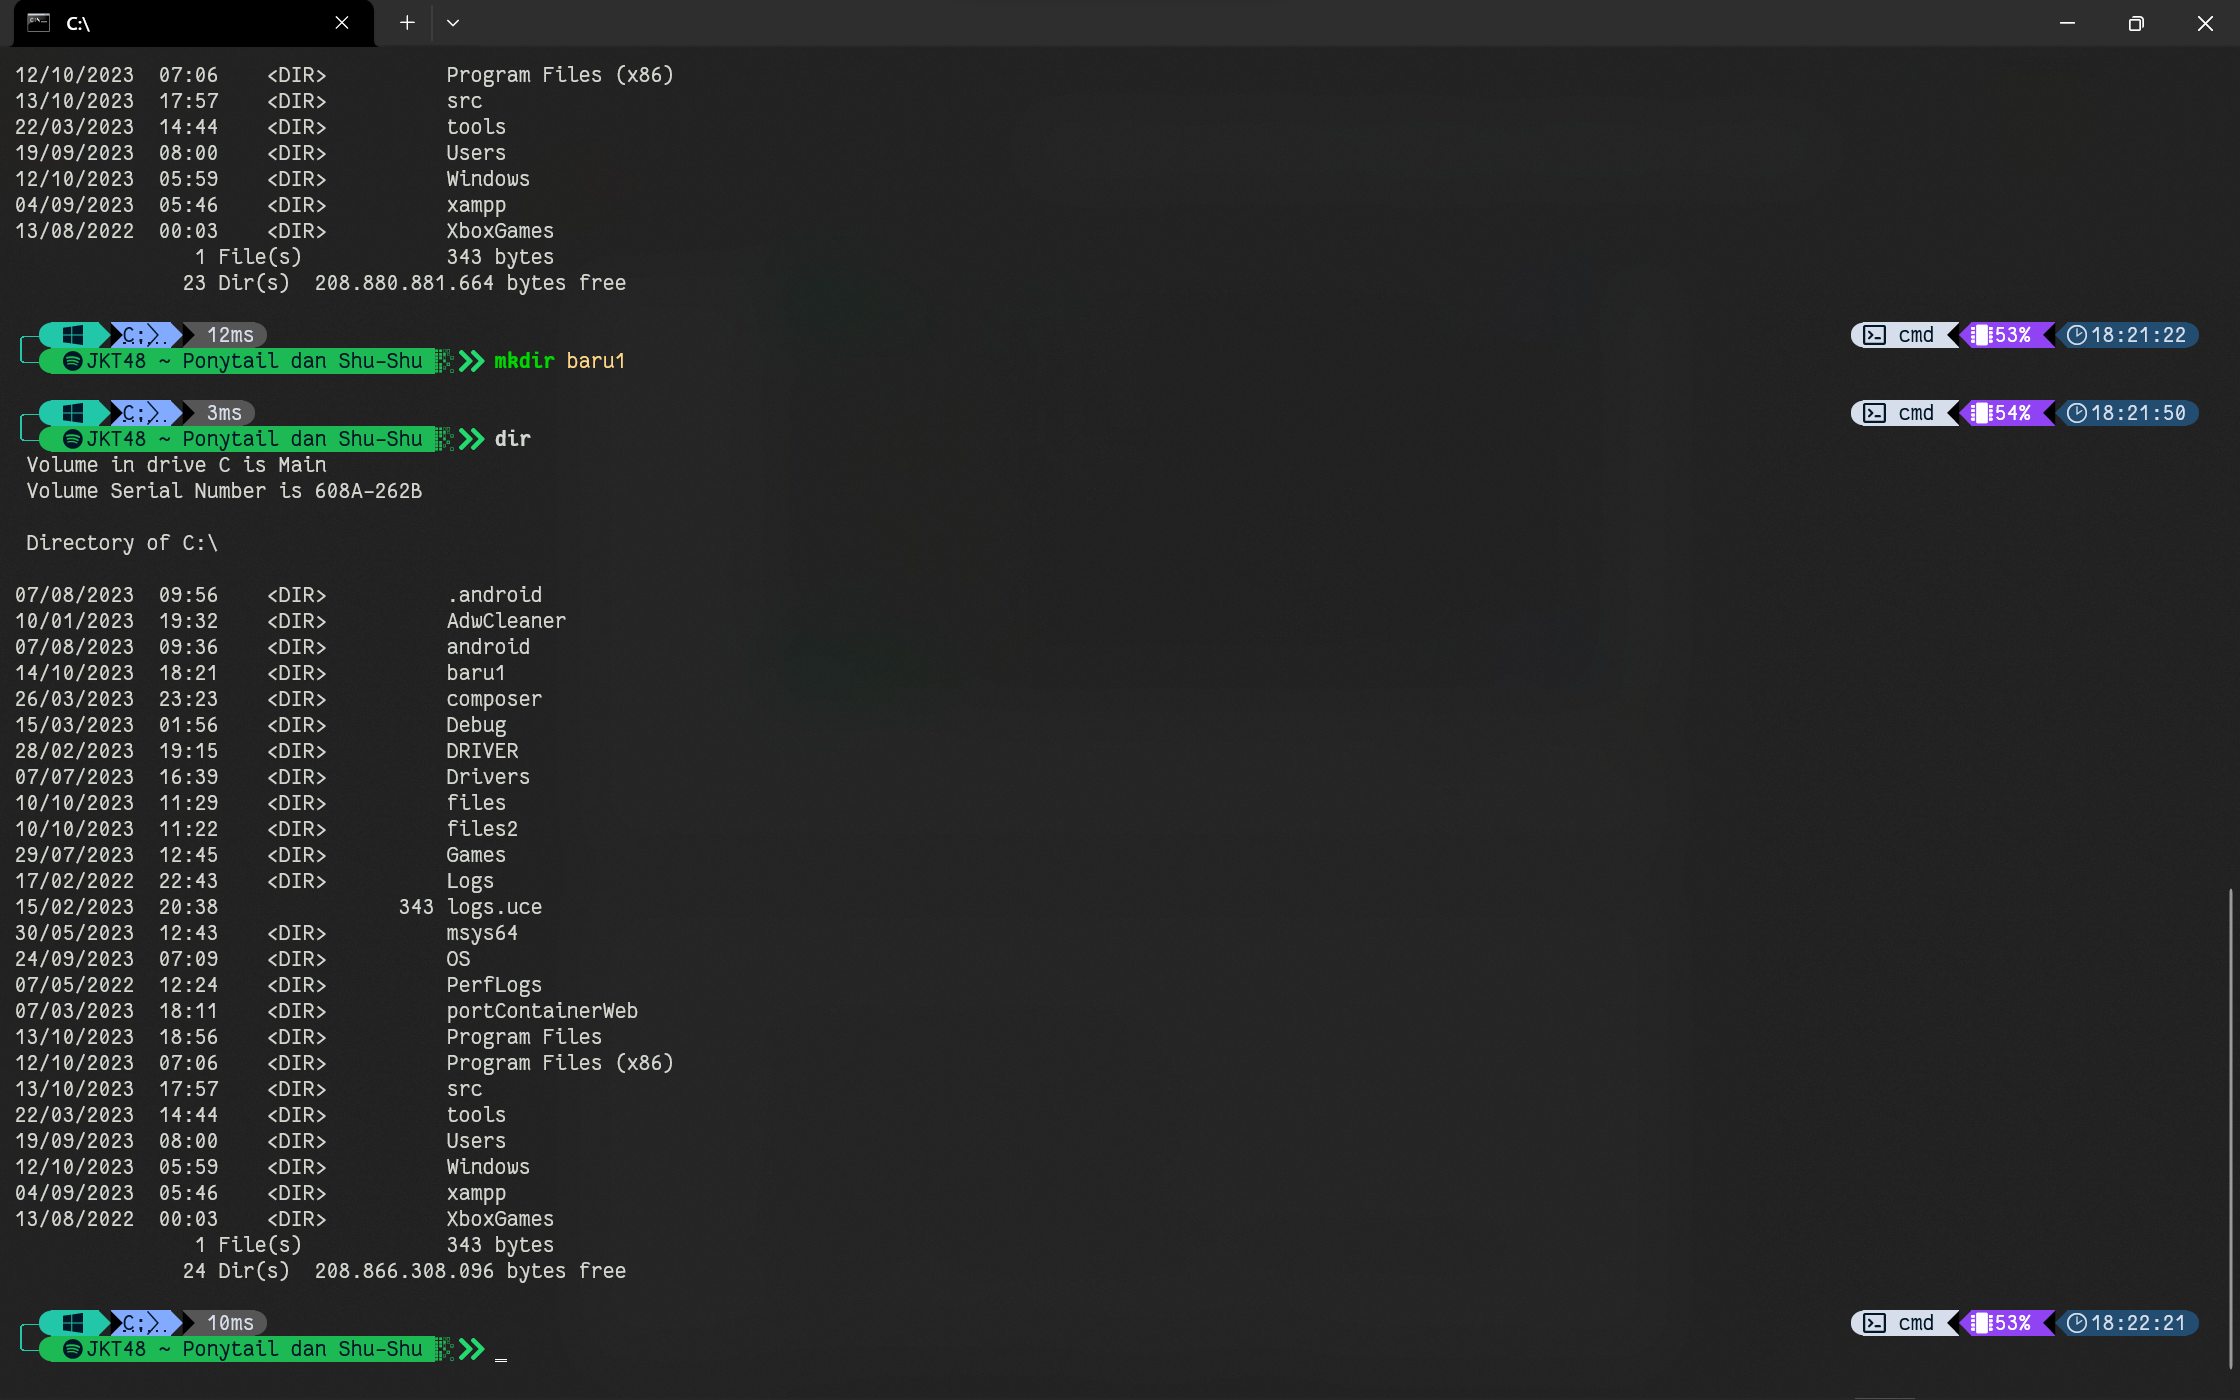 C:\
12/10/2023  07:06    <DIR>          Program Files (x86)
13/10/2023  17:57    <DIR>          src
22/03/2023  14:44    <DIR>          tools
19/09/2023  08:00    <DIR>          Users
12/10/2023  05:59    <DIR>          Windows
04/09/2023  05:46    <DIR>          xampp
13/08/2022  00:03    <DIR>          XboxGames
1 File(s)            343 bytes
23 Dir(s)  208.880.881.664 bytes free
C:\ 12ms cmd 53% 18:21:22
JKT48 ~ Ponytail dan Shu-Shu mkdir baru1
C:\ 3ms cmd 54% 18:21:50
JKT48 ~ Ponytail dan Shu-Shu dir
Volume in drive C is Main
Volume Serial Number is 608A-262B
Directory of C:\
07/08/2023  09:56    <DIR>          .android
10/01/2023  19:32    <DIR>          AdwCleaner
07/08/2023  09:36    <DIR>          android
14/10/2023  18:21    <DIR>          baru1
26/03/2023  23:23    <DIR>          composer
15/03/2023  01:56    <DIR>          Debug
28/02/2023  19:15    <DIR>          DRIVER
07/07/2023  16:39    <DIR>          Drivers
10/10/2023  11:29    <DIR>          files
10/10/2023  11:22    <DIR>          files2
29/07/2023  12:45    <DIR>          Games
17/02/2022  22:43    <DIR>          Logs
15/02/2023  20:38               343 logs.uce
30/05/2023  12:43    <DIR>          msys64
24/09/2023  07:09    <DIR>          OS
07/05/2022  12:24    <DIR>          PerfLogs
07/03/2023  18:11    <DIR>          portContainerWeb
13/10/2023  18:56    <DIR>          Program Files
12/10/2023  07:06    <DIR>          Program Files (x86)
13/10/2023  17:57    <DIR>          src
22/03/2023  14:44    <DIR>          tools
19/09/2023  08:00    <DIR>          Users
12/10/2023  05:59    <DIR>          Windows
04/09/2023  05:46    <DIR>          xampp
13/08/2022  00:03    <DIR>          XboxGames
1 File(s)            343 bytes
24 Dir(s)  208.866.308.096 bytes free
C:\ 10ms cmd 53% 18:22:21
JKT48 ~ Ponytail dan Shu-Shu